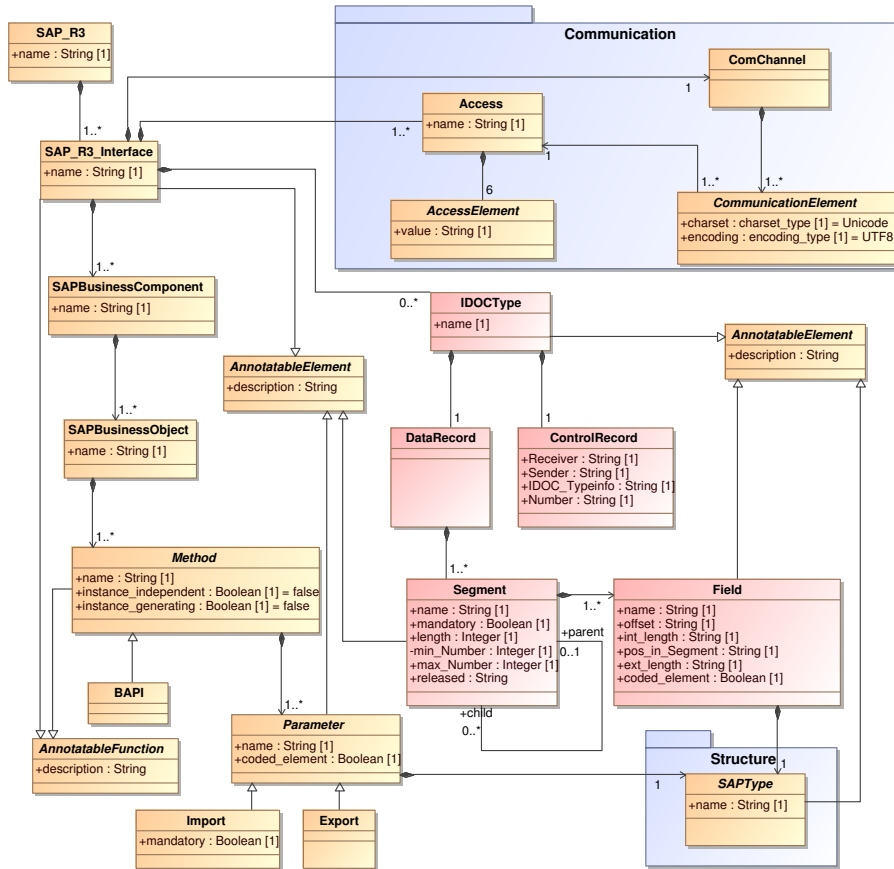 SAP_R3
+name : String [1]
1..*
Communication
ComChannel
1
Access
+name : String [1]
1..*
1
6
AccessElement
+value : String [1]
1..*
1..*
CommunicationElement
+charset : charset_type [1] = Unicode
+encoding : encoding_type [1] = UTF8
SAP_R3_Interface
+name : String [1]
1..*
SAPBusinessComponent
+name : String [1]
1..*
0..*
IDOCType
+name [1]
AnnotatableElement
+description : String
AnnotatableElement
+description : String
1
1
SAPBusinessObject
+name : String [1]
1..*
DataRecord
ControlRecord
+Receiver : String [1]
+Sender : String [1]
+IDOC_Typeinfo : String [1]
+Number : String [1]
1..*
Method
+name : String [1]
+instance_independent : Boolean [1] = false
+instance_generating : Boolean [1] = false
Segment
+name : String [1]
+mandatory : Boolean [1]
+length : Integer [1]
-min_Number : Integer [1]
+max_Number : Integer [1]
+released : String
1..*
+parent
0..1
+child
0..*
Field
+name : String [1]
+offset : String [1]
+int_length : String [1]
+pos_in_Segment : String [1]
+ext_length : String [1]
+coded_element : Boolean [1]
BAPI
1..*
AnnotatableFunction
+description : String
Parameter
+name : String [1]
+coded_element : Boolean [1]
1
Structure
1
SAPType
+name : String [1]
Import
+mandatory : Boolean [1]
Export